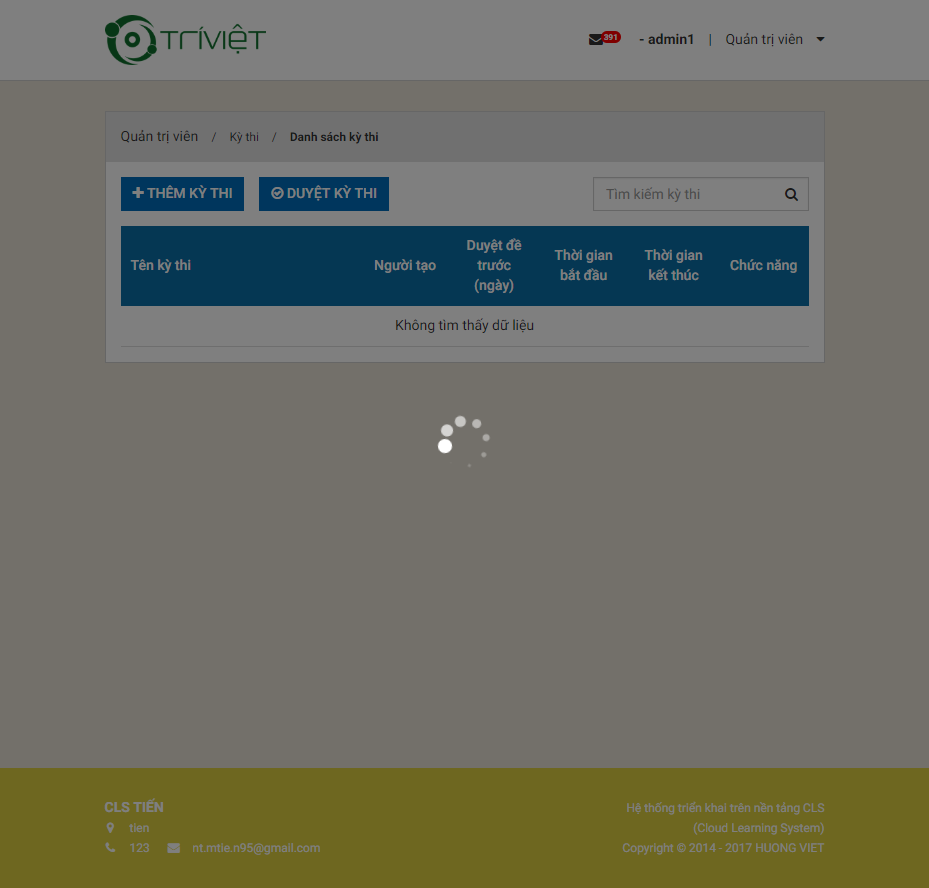 TRÍVIỆT
391
- admin1 | Quản trị viên
Quản trị viên / Kỳ thi / Danh sách kỳ thi
THÊM KỲ THI
DUYỆT KỲ THI
Tìm kiếm kỳ thi
Tên kỳ thi
Người tạo
Duyệt đề
trước
(ngày)
Thời gian
bắt đầu
Thời gian
kết thúc
Chức năng
Không tìm thấy dữ liệu
CLS TIẾN
tien
123 nt.mtie.n95@gmail.com
Hệ thống triển khai trên nền tảng CLS
(Cloud Learning System)
Copyright © 2014 - 2017 HUONG VIET